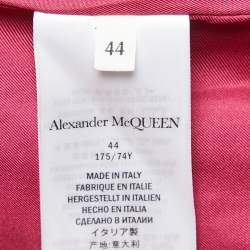 44
Alexander McQUEEN
44
175/74Y
MADE IN ITALY
FABRIQUE EN ITALIE
HERGESTELLT IN ITALIEN
HECHO EN ITALIA
СДЕЛАНО В ИТАЛИИ
イタリア製
产地:意大利